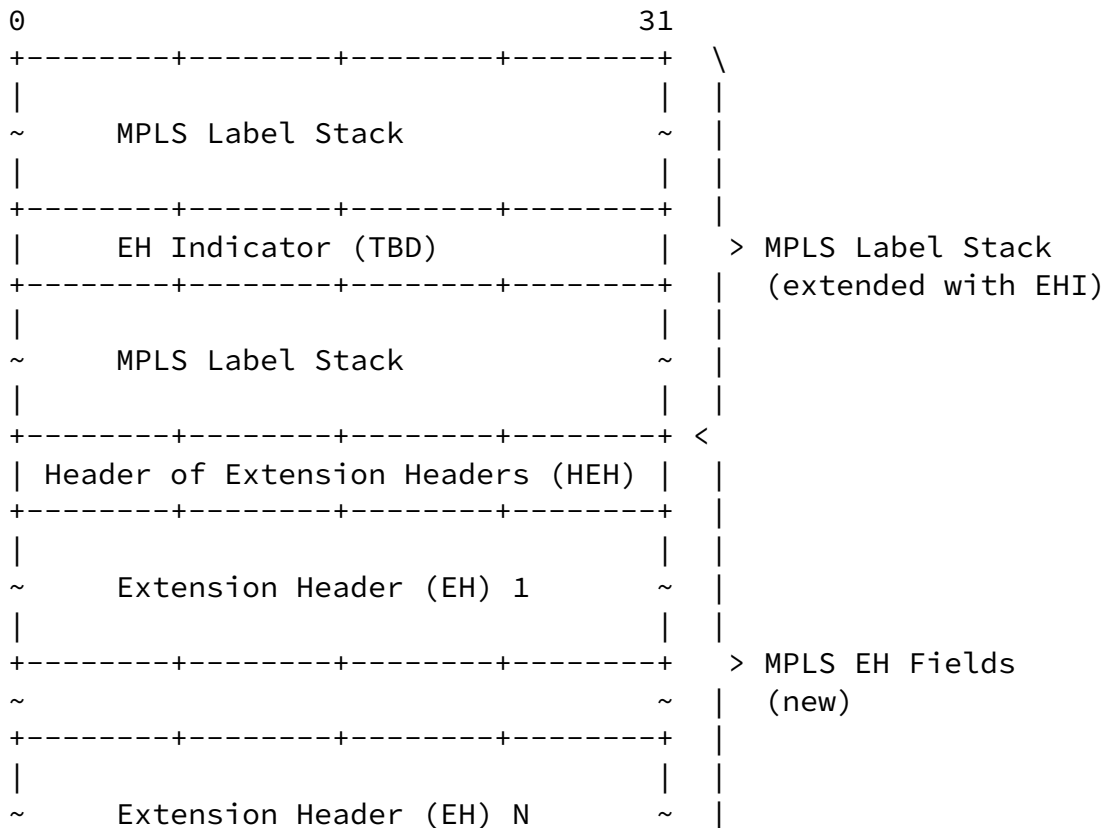 0                                 31
+--------+--------+--------+--------+  \
|                                   |  |
~     MPLS Label Stack              ~  |
|                                   |  |
+--------+--------+--------+--------+  |
|     EH Indicator (TBD)            |  > MPLS Label Stack
+--------+--------+--------+--------+  |  (extended with EHI)
|                                   |  |
~     MPLS Label Stack              ~  |
|                                   |  |
+--------+--------+--------+--------+ <
| Header of Extension Headers (HEH) |  |
+--------+--------+--------+--------+  |
|                                   |  |
~     Extension Header (EH) 1       ~  |
|                                   |  |
+--------+--------+--------+--------+  > MPLS EH Fields
~                                   ~  |  (new)
+--------+--------+--------+--------+  |
|                                   |  |
~     Extension Header (EH) N       ~  |